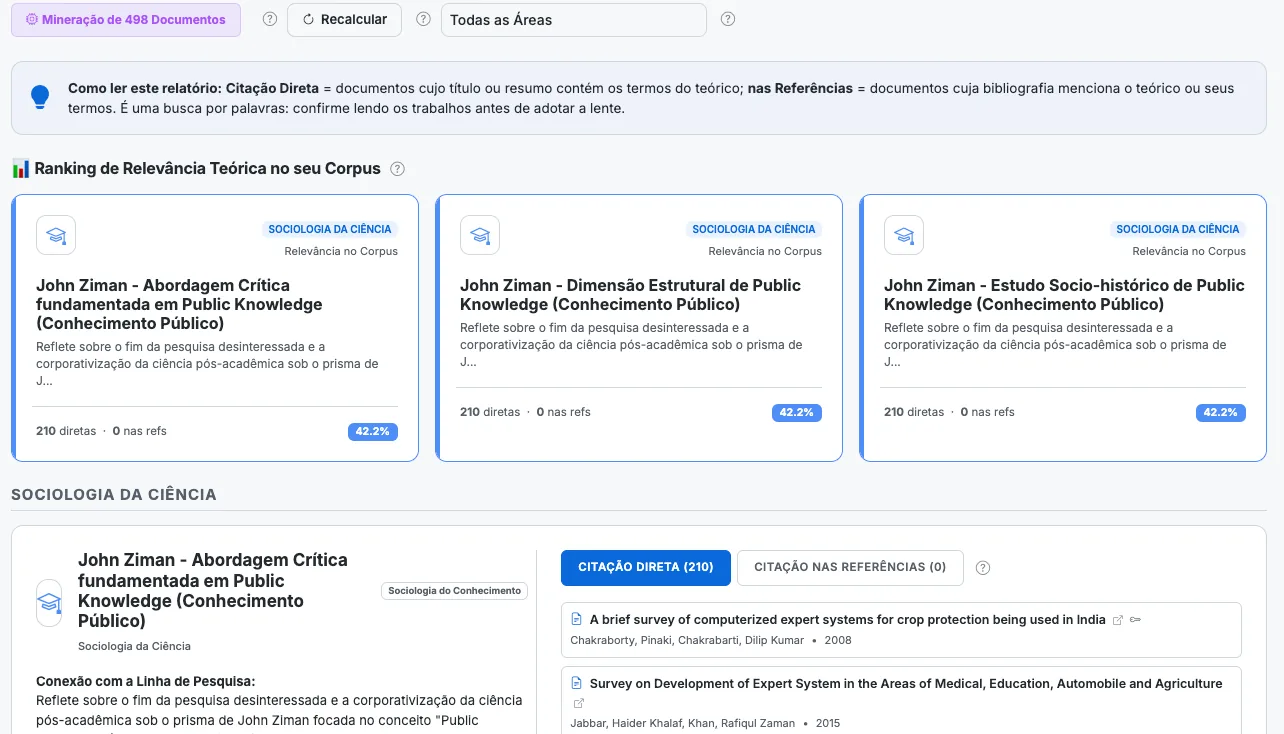 Mineração de 498 Documentos
Recalcular
Todas as Áreas
Como ler este relatório: Citação Direta = documentos cujo título ou resumo contém os termos do teórico; nas Referências = documentos cuja bibliografia menciona o teórico ou seus
termos. É uma busca por palavras: confirme lendo os trabalhos antes de adotar a lente.
Ranking de Relevância Teórica no seu Corpus
SOCIOLOGIA DA CIÊNCIA
Relevância no Corpus
John Ziman - Abordagem Crítica
fundamentada em Public Knowledge
(Conhecimento Público)
Reflete sobre o fim da pesquisa desinteressada e a
corporativização da ciência pós-acadêmica sob o prisma de
J...
210 diretas · 0 nas refs
42.2%
SOCIOLOGIA DA CIÊNCIA
Relevância no Corpus
John Ziman - Dimensão Estrutural de Public
Knowledge (Conhecimento Público)
Reflete sobre o fim da pesquisa desinteressada e a
corporativização da ciência pós-acadêmica sob o prisma de
J...
210 diretas · 0 nas refs
42.2%
SOCIOLOGIA DA CIÊNCIA
Relevância no Corpus
John Ziman - Estudo Socio-histórico de Public
Knowledge (Conhecimento Público)
Reflete sobre o fim da pesquisa desinteressada e a
corporativização da ciência pós-acadêmica sob o prisma de
J...
210 diretas · 0 nas refs
42.2%
SOCIOLOGIA DA CIÊNCIA
John Ziman - Abordagem Crítica
fundamentada em Public
Knowledge (Conhecimento
Público)
Sociologia da Ciência
Sociologia do Conhecimento
Conexão com a Linha de Pesquisa:
Reflete sobre o fim da pesquisa desinteressada e a corporativização da ciência
pós-acadêmica sob o prisma de John Ziman focada no conceito "Public
CITAÇÃO DIRETA (210)
CITAÇÃO NAS REFERÊNCIAS (0)
A brief survey of computerized expert systems for crop protection being used in India
Chakraborty, Pinaki, Chakrabarti, Dilip Kumar • 2008
Survey on Development of Expert System in the Areas of Medical, Education, Automobile and Agriculture
Jabbar, Haider Khalaf, Khan, Rafiqul Zaman • 2015